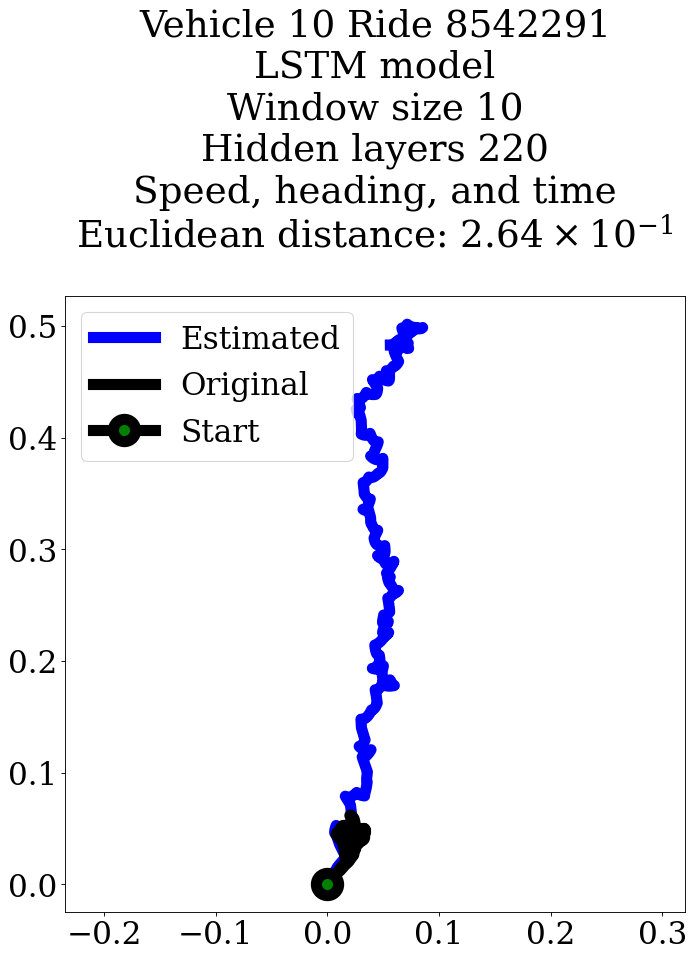 Vehicle 10 Ride 8542291
LSTM model
Window size 10
Hidden layers 220
Speed, heading, and time
Euclidean distance: 2.64 × 10⁻¹
Estimated
Original
Start
0.5
0.4
0.3
0.2
0.1
0.0
−0.2 −0.1 0.0 0.1 0.2 0.3